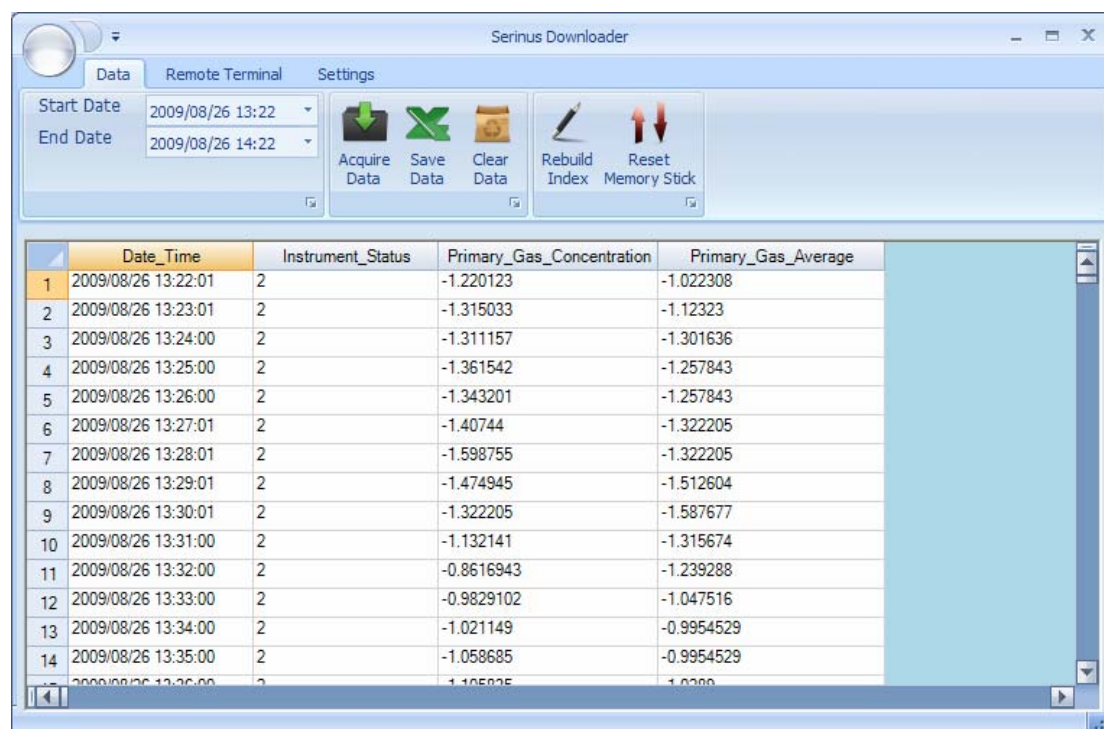 Serinus Downloader
Data Remote Terminal Settings
Start Date 2009/08/26 13:22
End Date 2009/08/26 14:22
Acquire Data
Save Data
Clear Data
Rebuild Index
Reset Memory Stick
Date_Time Instrument_Status Primary_Gas_Concentration Primary_Gas_Average
1 2009/08/26 13:22:01 2 -1.220123 -1.022308
2 2009/08/26 13:23:01 2 -1.315033 -1.12323
3 2009/08/26 13:24:00 2 -1.311157 -1.301636
4 2009/08/26 13:25:00 2 -1.361542 -1.257843
5 2009/08/26 13:26:00 2 -1.343201 -1.257843
6 2009/08/26 13:27:01 2 -1.40744 -1.322205
7 2009/08/26 13:28:01 2 -1.598755 -1.322205
8 2009/08/26 13:29:01 2 -1.474945 -1.512604
9 2009/08/26 13:30:01 2 -1.322205 -1.587677
10 2009/08/26 13:31:00 2 -1.132141 -1.315674
11 2009/08/26 13:32:00 2 -0.8616943 -1.239288
12 2009/08/26 13:33:00 2 -0.9829102 -1.047516
13 2009/08/26 13:34:00 2 -1.021149 -0.9954529
14 2009/08/26 13:35:00 2 -1.058685 -0.9954529